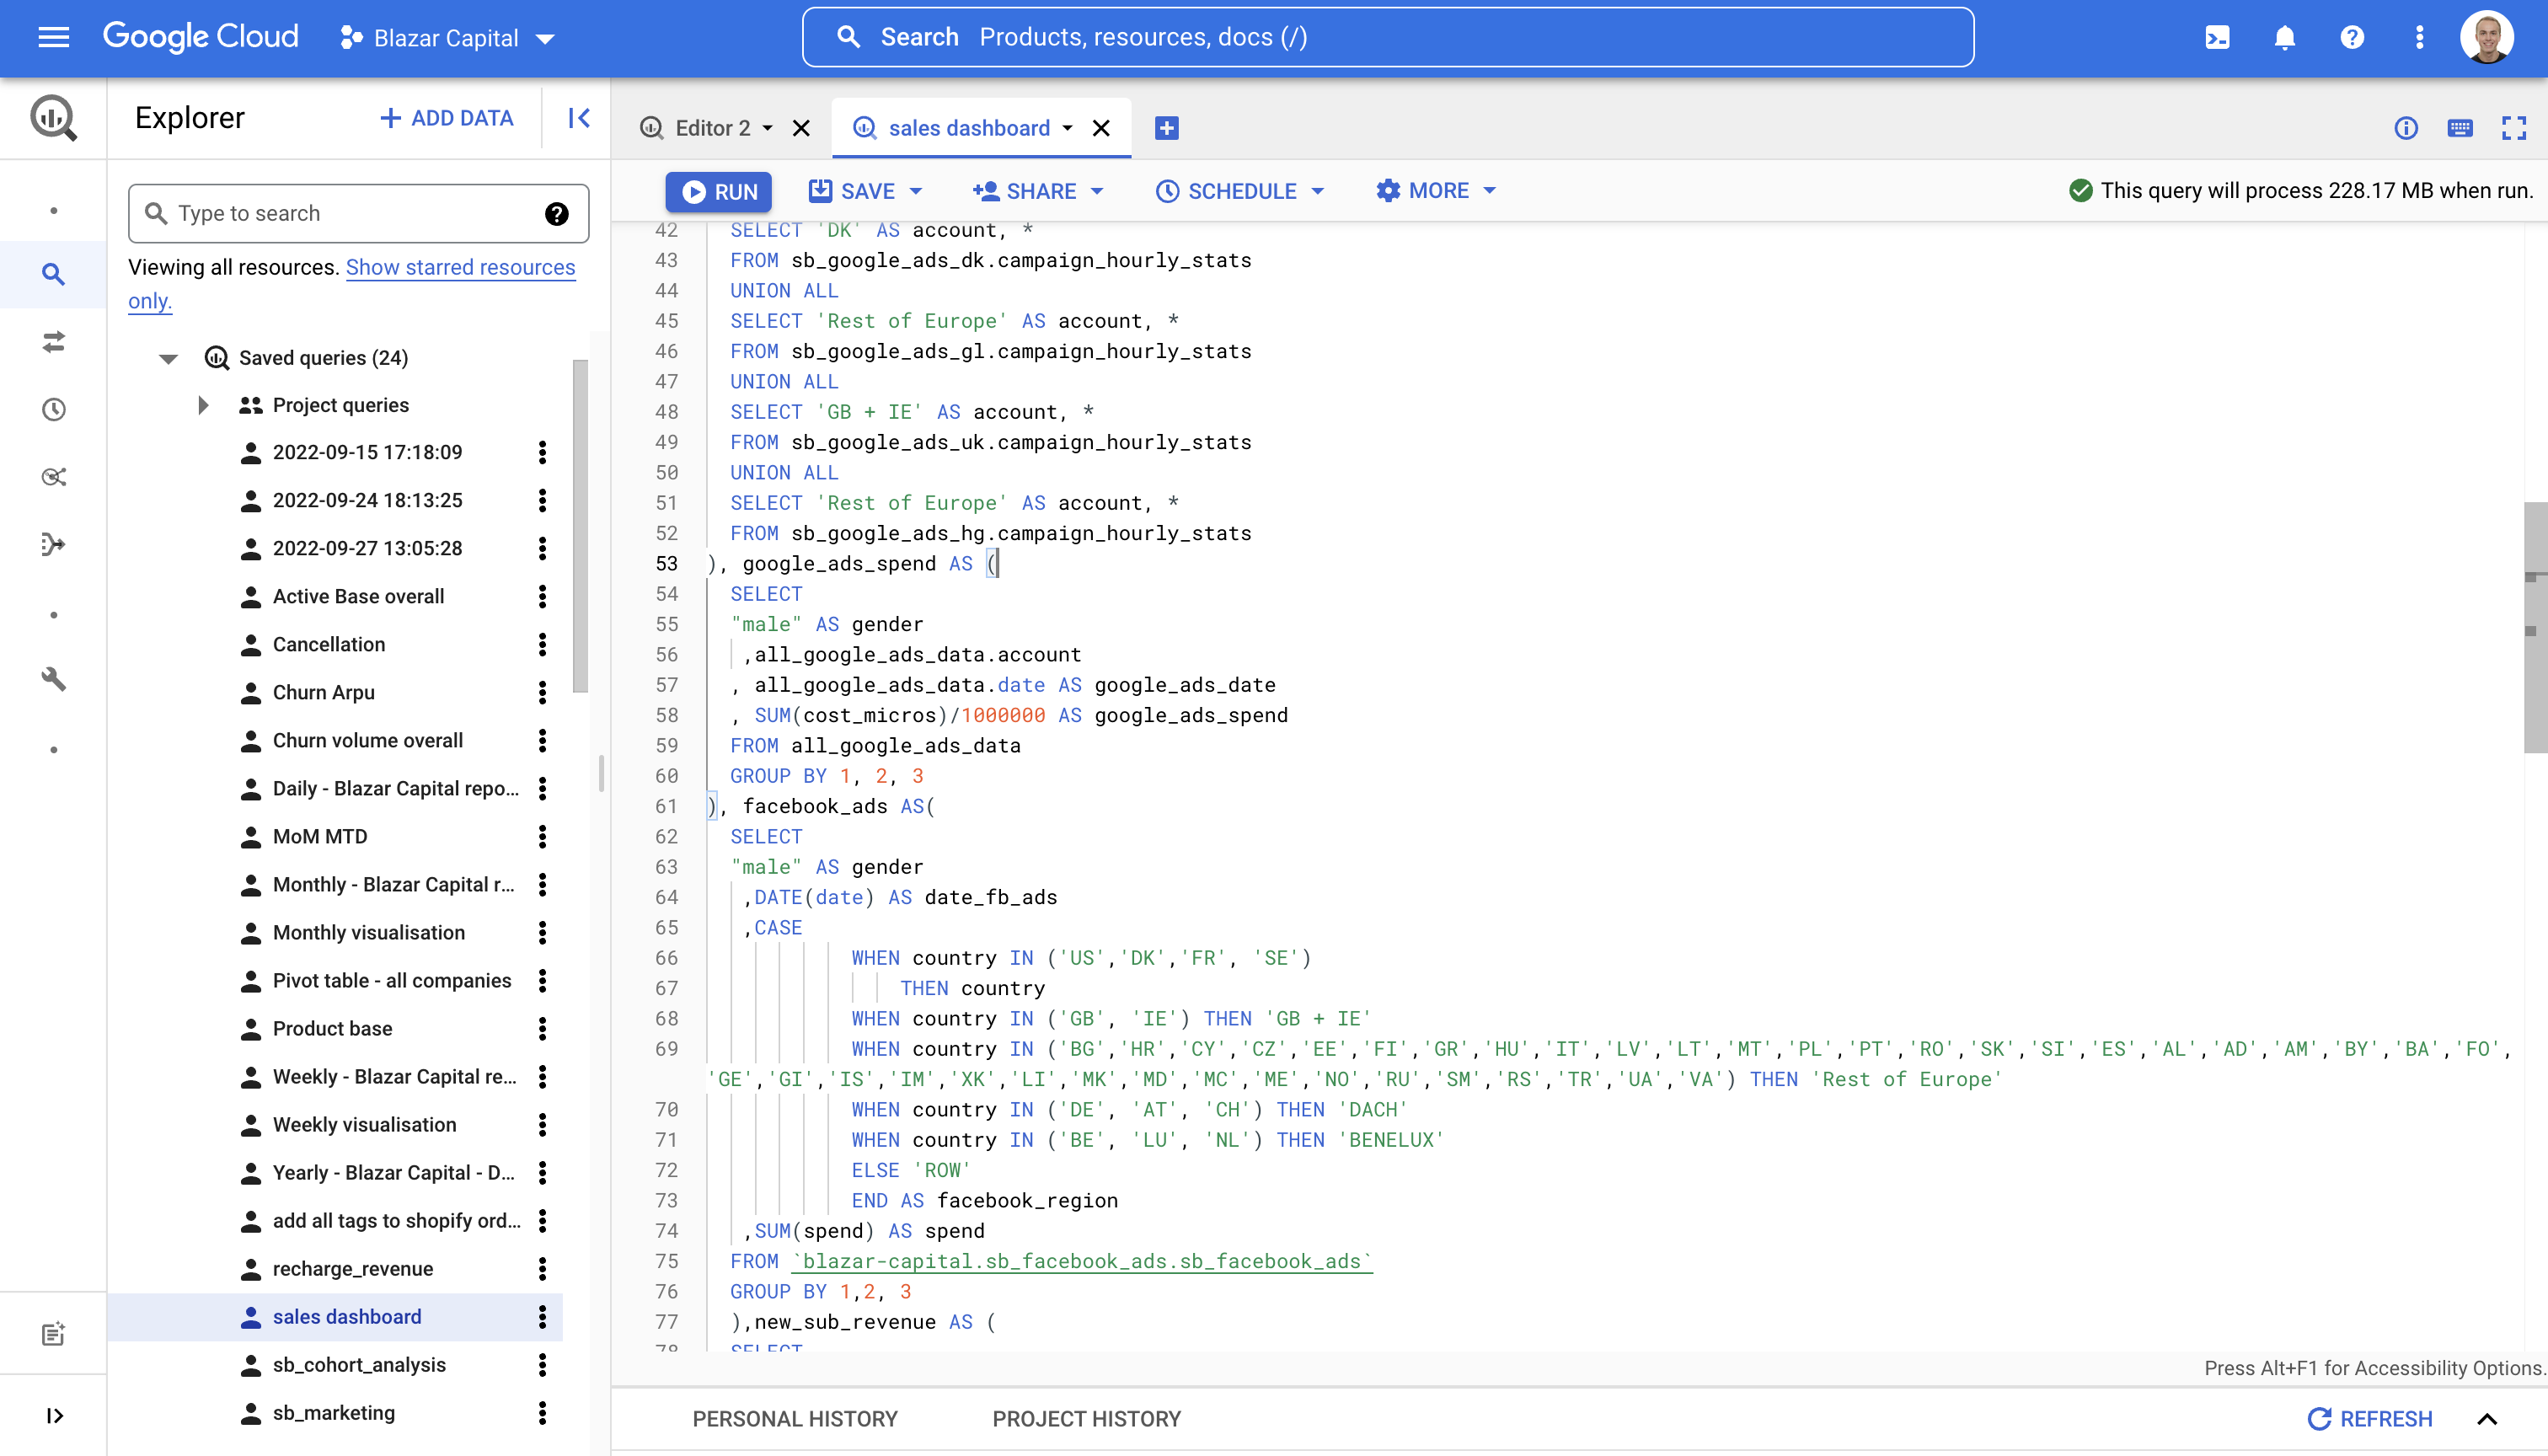 Google Cloud
Blazar Capital
Search Products, resources, docs (/)
Explorer
+ ADD DATA
Editor 2
sales dashboard
RUN
SAVE
SHARE
SCHEDULE
MORE
This query will process 228.17 MB when run.
Type to search
Viewing all resources. Show starred resources
only.
Saved queries (24)
Project queries
2022-09-15 17:18:09
2022-09-24 18:13:25
2022-09-27 13:05:28
Active Base overall
Cancellation
Churn Arpu
Churn volume overall
Daily - Blazar Capital repo...
MoM MTD
Monthly - Blazar Capital r...
Monthly visualisation
Pivot table - all companies
Product base
Weekly - Blazar Capital re...
Weekly visualisation
Yearly - Blazar Capital - D...
add all tags to shopify ord...
recharge_revenue
sales dashboard
sb_cohort_analysis
sb_marketing
42 SELECT 'DK' AS account, *
43 FROM sb_google_ads_dk.campaign_hourly_stats
44 UNION ALL
45 SELECT 'Rest of Europe' AS account, *
46 FROM sb_google_ads_gl.campaign_hourly_stats
47 UNION ALL
48 SELECT 'GB + IE' AS account, *
49 FROM sb_google_ads_uk.campaign_hourly_stats
50 UNION ALL
51 SELECT 'Rest of Europe' AS account, *
52 FROM sb_google_ads_hg.campaign_hourly_stats
53 ), google_ads_spend AS (
54 SELECT
55 "male" AS gender
56 ,all_google_ads_data.account
57 , all_google_ads_data.date AS google_ads_date
58 , SUM(cost_micros)/1000000 AS google_ads_spend
59 FROM all_google_ads_data
60 GROUP BY 1, 2, 3
61 ), facebook_ads AS(
62 SELECT
63 "male" AS gender
64 ,DATE(date) AS date_fb_ads
65 ,CASE
66 WHEN country IN ('US','DK','FR', 'SE')
67 THEN country
68 WHEN country IN ('GB', 'IE') THEN 'GB + IE'
69 WHEN country IN ('BG','HR','CY','CZ','EE','FI','GR','HU','IT','LV','LT','MT','PL','PT','RO','SK','SI','ES','AL','AD','AM','BY','BA','FO',
'GE','GI','IS','IM','XK','LI','MK','MD','MC','ME','NO','RU','SM','RS','TR','UA','VA') THEN 'Rest of Europe'
70 WHEN country IN ('DE', 'AT', 'CH') THEN 'DACH'
71 WHEN country IN ('BE', 'LU', 'NL') THEN 'BENELUX'
72 ELSE 'ROW'
73 END AS facebook_region
74 ,SUM(spend) AS spend
75 FROM `blazar-capital.sb_facebook_ads.sb_facebook_ads`
76 GROUP BY 1,2, 3
77 ),new_sub_revenue AS (
78 SELECT
Press Alt+F1 for Accessibility Options.
PERSONAL HISTORY
PROJECT HISTORY
REFRESH